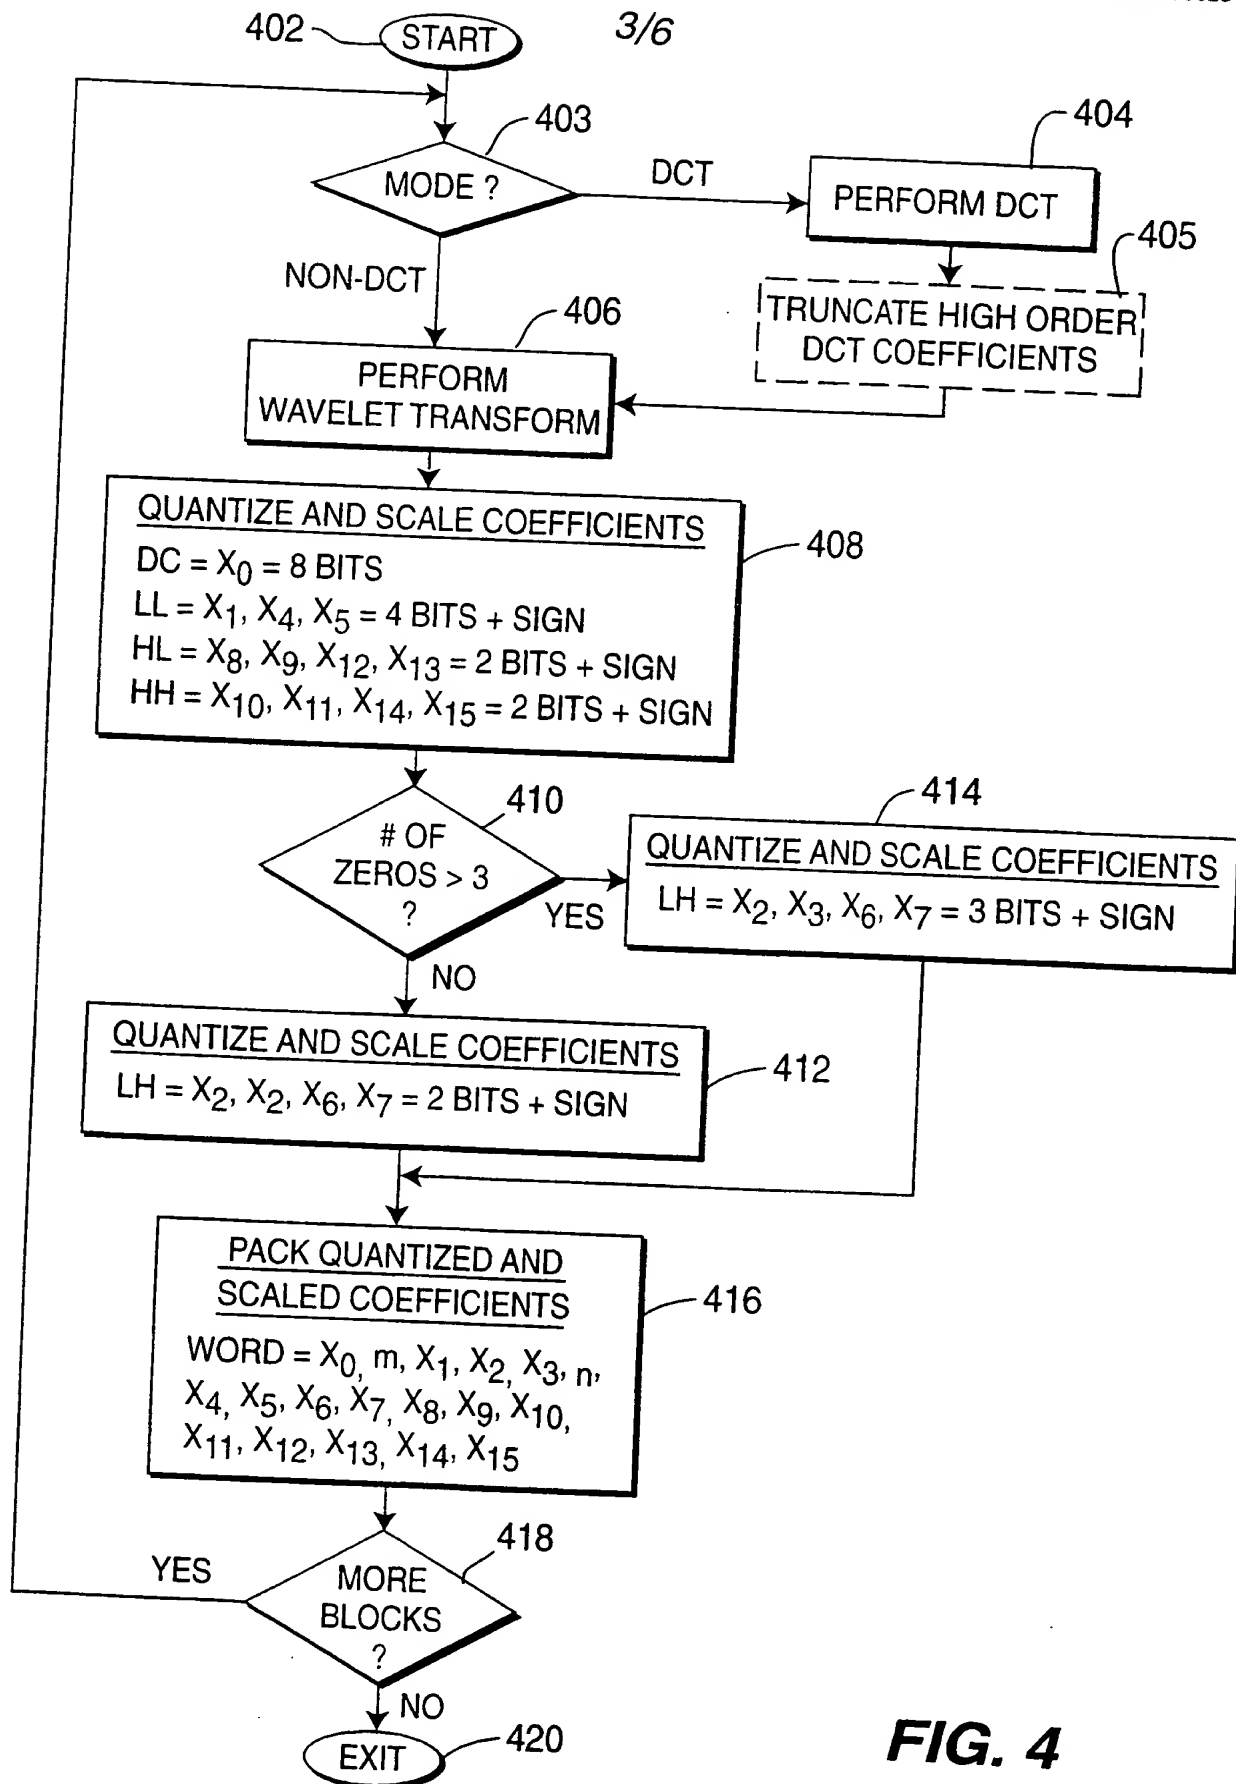 3/6
402
START
403
MODE ?
DCT
404
PERFORM DCT
405
TRUNCATE HIGH ORDER
DCT COEFFICIENTS
NON-DCT
406
PERFORM
WAVELET TRANSFORM
QUANTIZE AND SCALE COEFFICIENTS
DC = X0 = 8 BITS
LL = X1, X4, X5 = 4 BITS + SIGN
HL = X8, X9, X12, X13 = 2 BITS + SIGN
HH = X10, X11, X14, X15 = 2 BITS + SIGN
408
410
# OF
ZEROS > 3
?
YES
414
QUANTIZE AND SCALE COEFFICIENTS
LH = X2, X3, X6, X7 = 3 BITS + SIGN
NO
QUANTIZE AND SCALE COEFFICIENTS
LH = X2, X2, X6, X7 = 2 BITS + SIGN
412
PACK QUANTIZED AND
SCALED COEFFICIENTS
WORD = X0, m, X1, X2, X3, n,
X4, X5, X6, X7, X8, X9, X10,
X11, X12, X13, X14, X15
416
418
MORE
BLOCKS
?
YES
NO
EXIT
420
FIG. 4